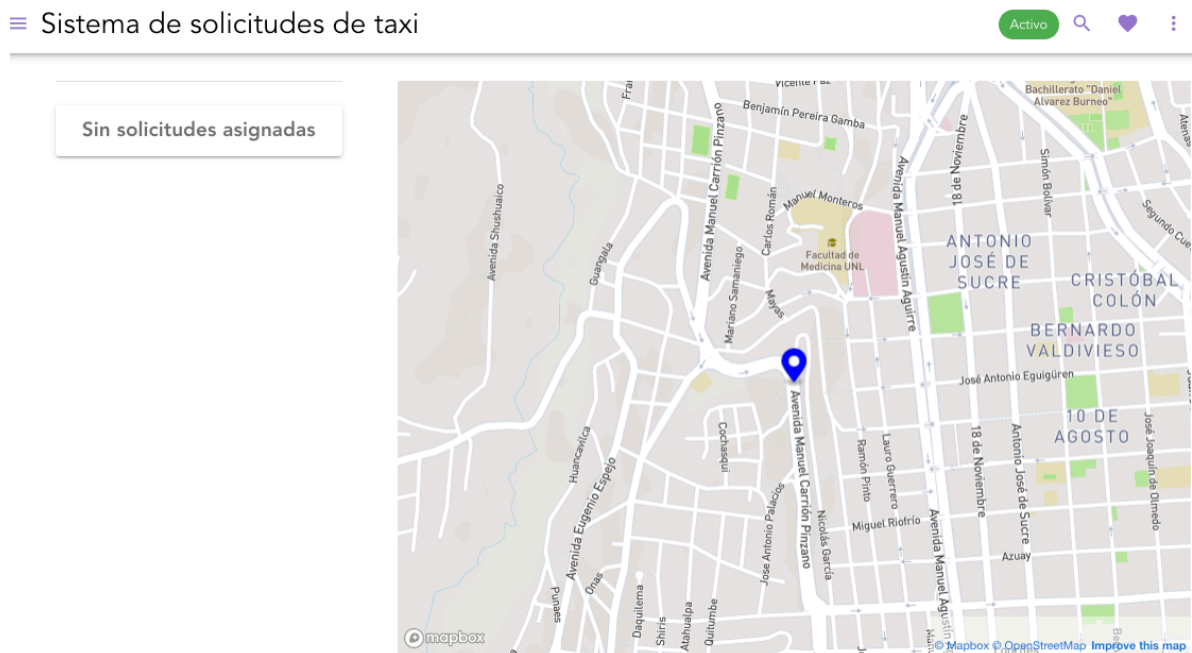 Sistema de solicitudes de taxi
Activo
Sin solicitudes asignadas
Vicente Paz
Bachillerato "Daniel
Alvarez Burneo"
Benjamín Pereira Gamba
Avenida Manuel Carrión Pinzano
18 de Noviembre
Simón Bolívar
Atenas
Avenida Shushuaico
Manuel Monteros
Carlos Román
Avenida Manuel Agustin Aguirre
Segundo Cue
Guangala
Facultad de
Medicina UNL
ANTONIO
JOSÉ DE
SUCRE
CRISTÓBAL
COLÓN
Mariano Samaniego
Mayas
BERNARDO
VALDIVIESO
José Antonio Eguigüren
Avenida Manuel Carrión Pinzano
10 DE
AGOSTO
Cochasqui
Huancavilca
Ramón Pinto
Lauro Guerrero
18 de Noviembre
Antonio José de Sucre
José Joaquín de Olmedo
Avenida Eugenio Espejo
Jose Antonio Palacios
Nicolás García
Miguel Riofrío
Avenida Manuel Agustín
Azuay
Onas
Punaes
Daquilema
Shiris
Atahualpa
Quitumbe
mapbox
© Mapbox © OpenStreetMap Improve this map